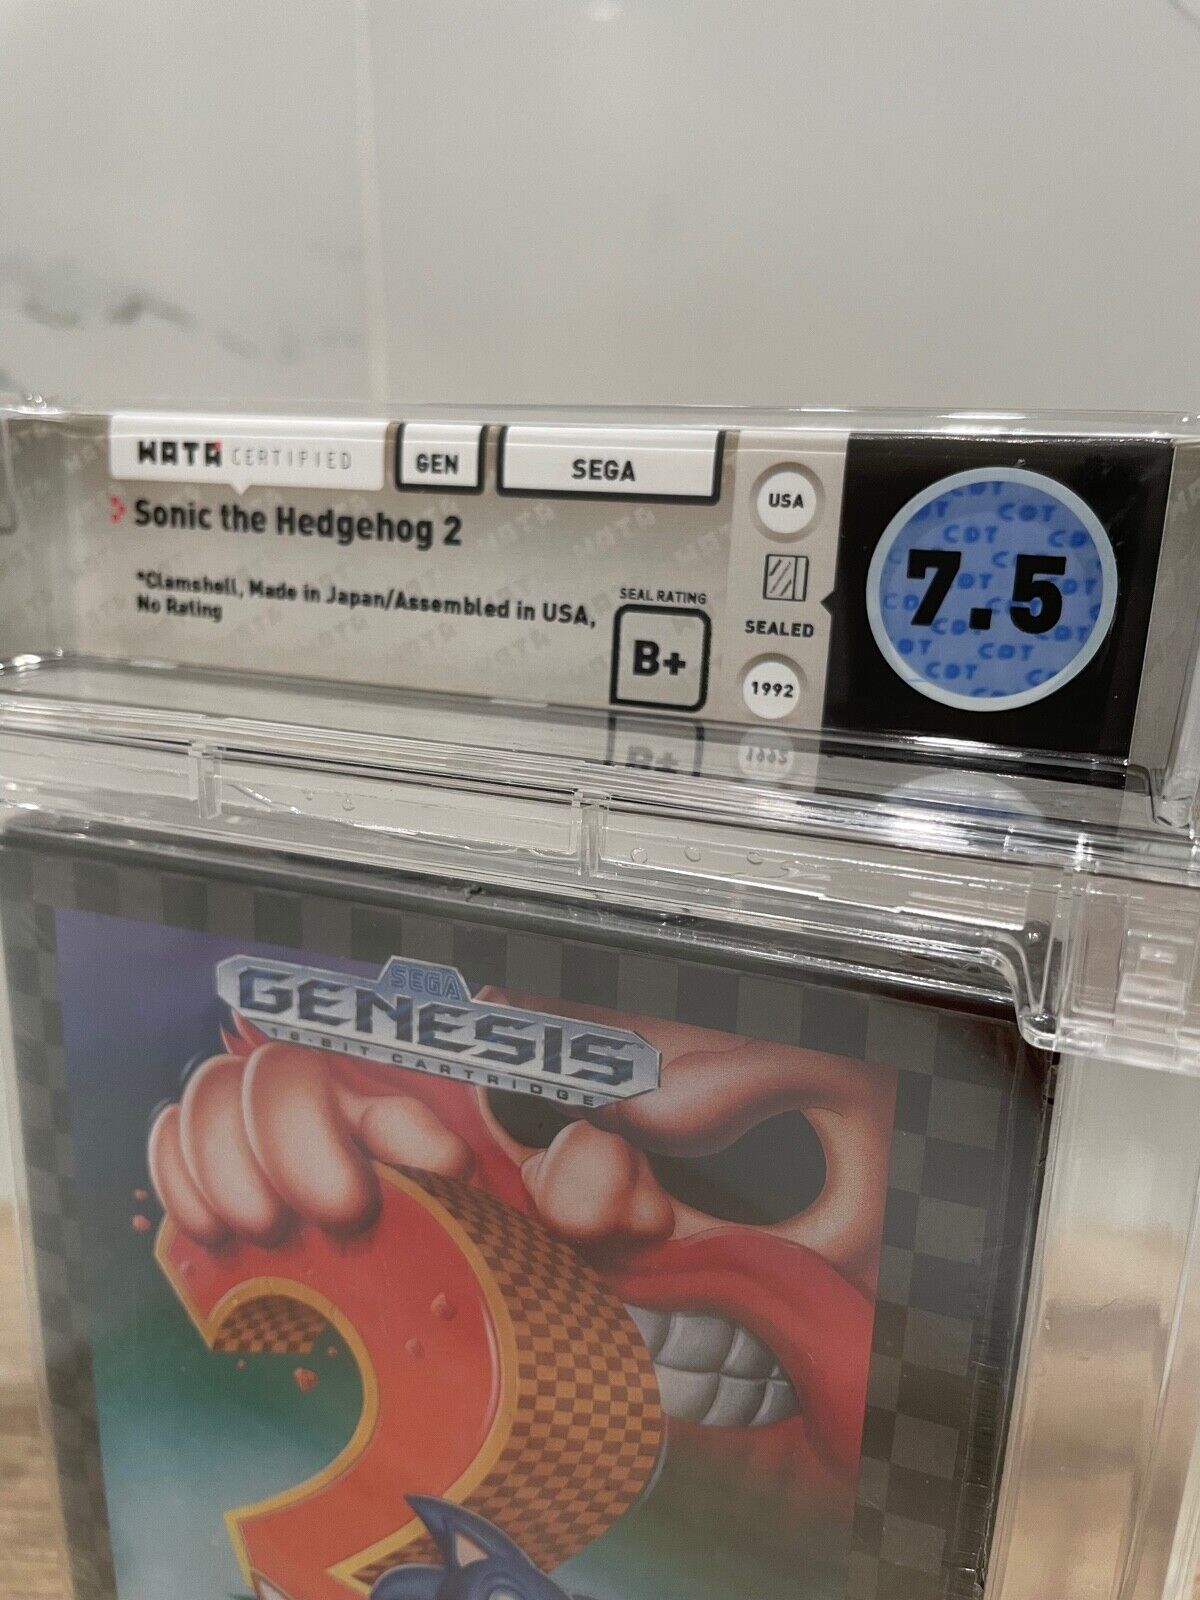 WATA CERTIFIED
GEN
SEGA
Sonic the Hedgehog 2
*Clamshell, Made in Japan/Assembled in USA,
No Rating
SEAL RATING
B+
USA
SEALED
1992
7.5
SEGA
GENESIS
16-BIT CARTRIDGE